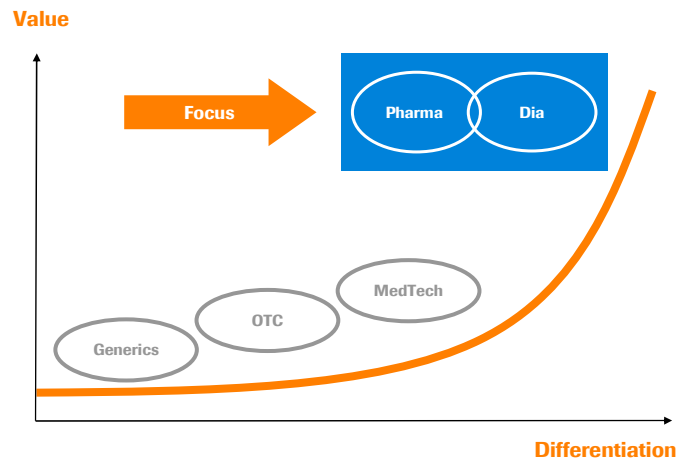 Value
Focus
Pharma
Dia
MedTech
OTC
Generics
Differentiation